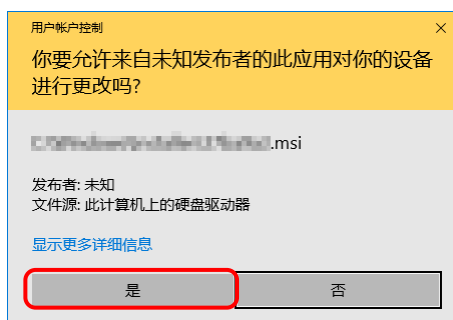 用户帐户控制
你要允许来自未知发布者的此应用对你的设备
进行更改吗?
.msi
发布者: 未知
文件源: 此计算机上的硬盘驱动器
显示更多详细信息
是
否